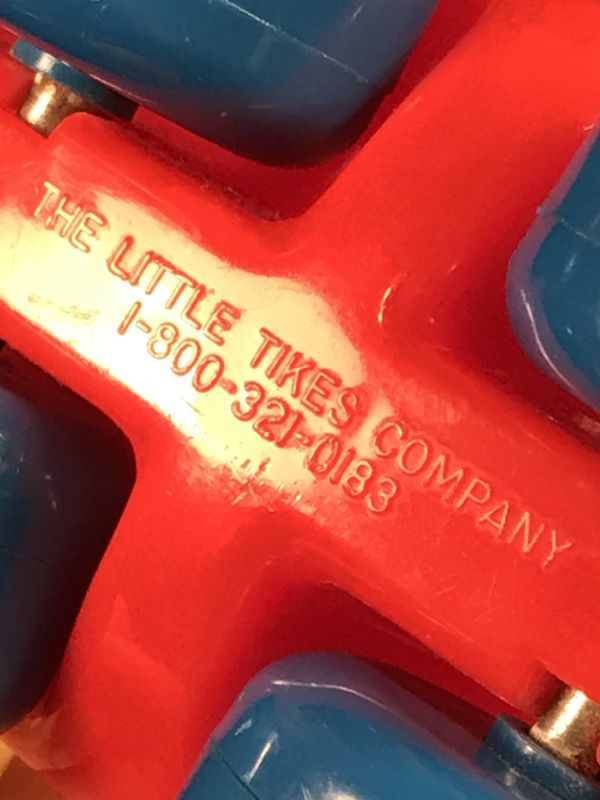 THE LITTLE TIKES COMPANY
1-800-321-0183